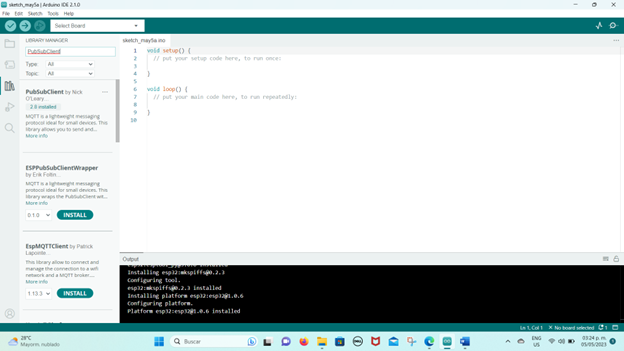 sketch_may5a | Arduino IDE 2.1.0
File Edit Sketch Tools Help
Select Board
LIBRARY MANAGER
PubSubClient
Type: All
Topic: All
PubSubClient by Nick
O'Leary...
2.8 installed
MQTT is a lightweight messaging
protocol ideal for small devices. This
library allows you to send and...
More info
ESPPubSubClientWrapper
by Erik Foltin
MQTT is a lightweight messaging
protocol ideal for small devices. This
library wraps the PubSubClient wit...
More info
0.1.0 INSTALL
EspMQTTClient by Patrick
Lapointe
This library allow to connect and
manage the connection to a wifi
network and a MQTT broker....
More info
1.13.3 INSTALL
sketch_may5a.ino
1 void setup() {
2 // put your setup code here, to run once:
3
4 }
5
6 void loop() {
7 // put your main code here, to run repeatedly:
8
9 }
10
Output
Installing esp32:mkspiffs@0.2.3
Configuring tool.
esp32:mkspiffs@0.2.3 installed
Installing platform esp32:esp32@1.0.6
Configuring platform.
Platform esp32:esp32@1.0.6 installed
Ln 1, Col 1 No board selected 1
28°C
Mayorm. nublado
Search
ENG
US
03:24 p. m.
05/05/2023